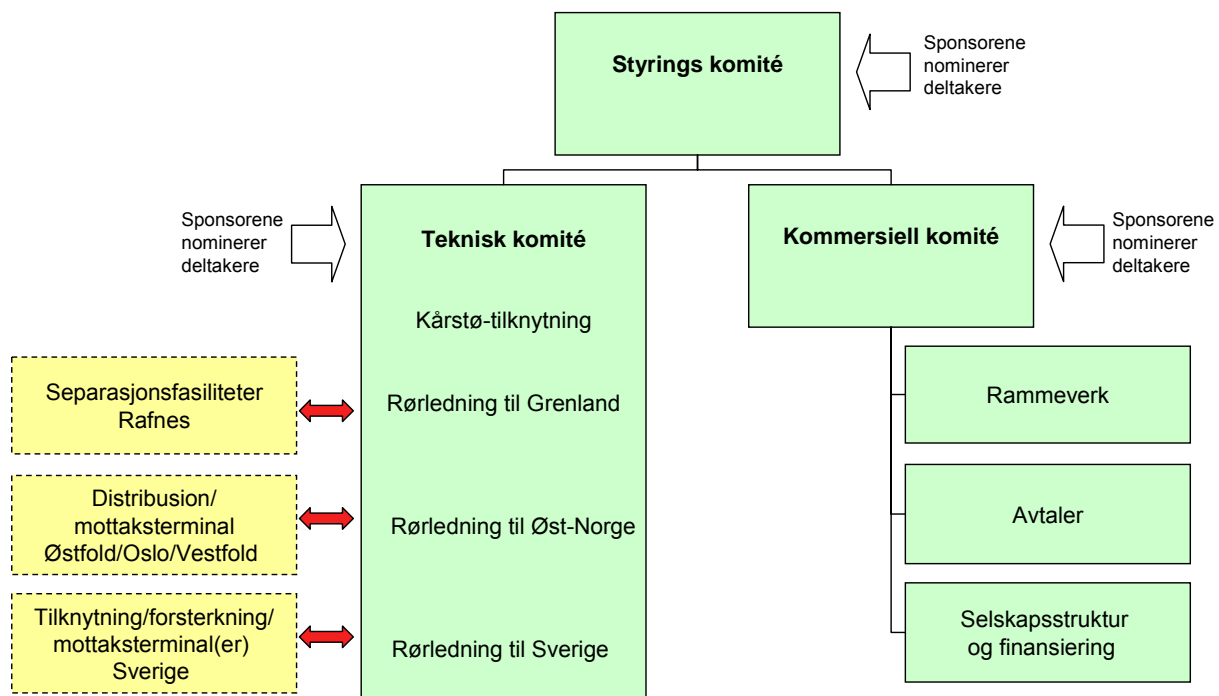 Styrings komité
Sponsorene
nominerer
deltakere
Sponsorene
nominerer
deltakere
Teknisk komité
Kårstø-tilknytning
Rørledning til Grenland
Rørledning til Øst-Norge
Rørledning til Sverige
Separasjonsfasiliteter
Rafnes
Distribusion/
mottaksterminal
Østfold/Oslo/Vestfold
Tilknytning/forsterkning/
mottaksterminal(er)
Sverige
Kommersiell komité
Sponsorene
nominerer
deltakere
Rammeverk
Avtaler
Selskapsstruktur
og finansiering